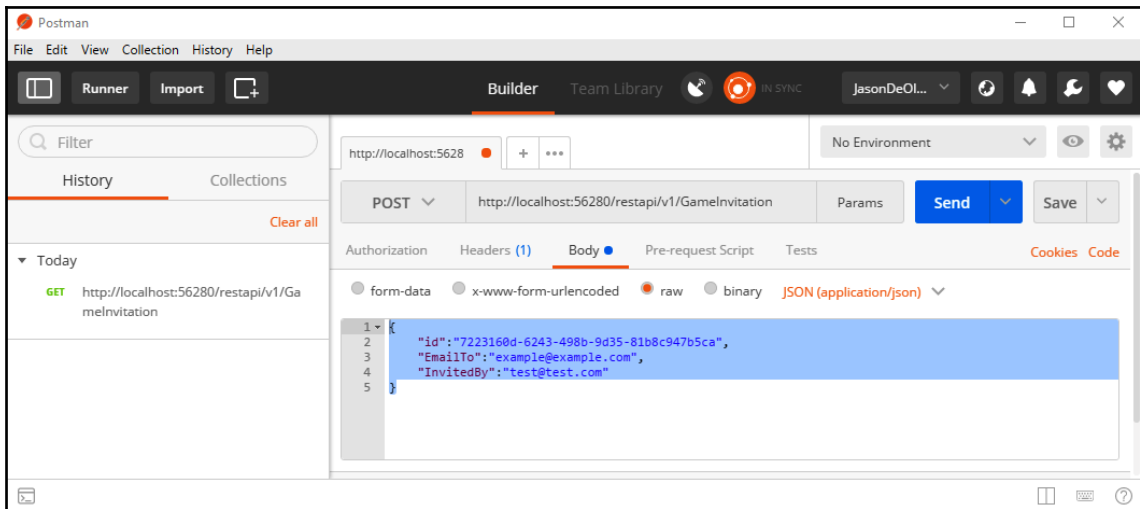 Postman
File Edit View Collection History Help
Runner Import Builder Team Library IN SYNC JasonDeOl...
Filter
History Collections
Clear all
Today
GET http://localhost:56280/restapi/v1/Ga
meInvitation
http://localhost:5628 + •••
No Environment
POST http://localhost:56280/restapi/v1/GameInvitation Params Send Save
Authorization Headers (1) Body Pre-request Script Tests Cookies Code
form-data x-www-form-urlencoded raw binary JSON (application/json)
1 {
2 "id":"7223160d-6243-498b-9d35-81b8c947b5ca",
3 "EmailTo":"example@example.com",
4 "InvitedBy":"test@test.com"
5 }